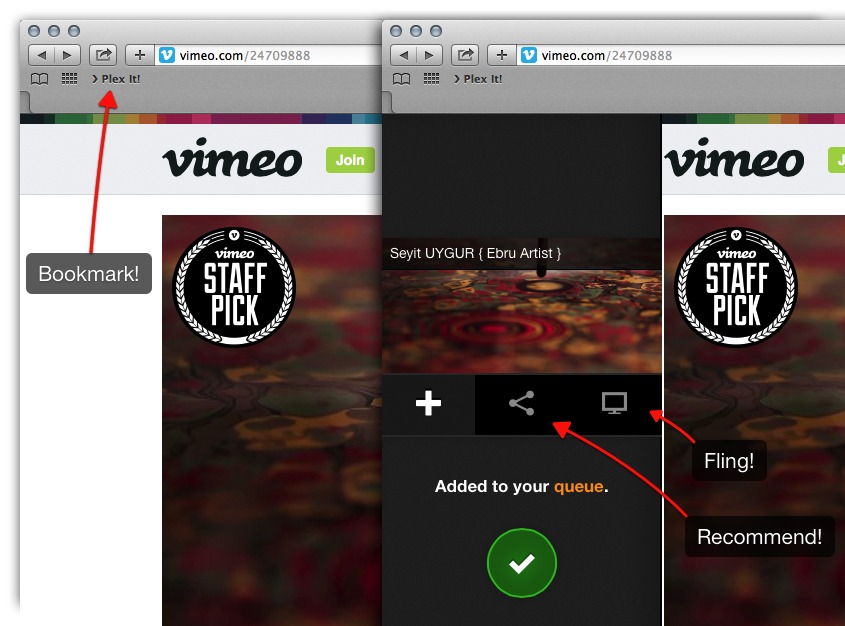 vimeo.com/24709888
Plex It!
vimeo
Join
vimeo
STAFF
PICK
Bookmark!
vimeo.com/24709888
Plex It!
Seyit UYGUR { Ebru Artist }
Added to your queue.
vimeo
J
vimeo
STAFF
PICK
Fling!
Recommend!